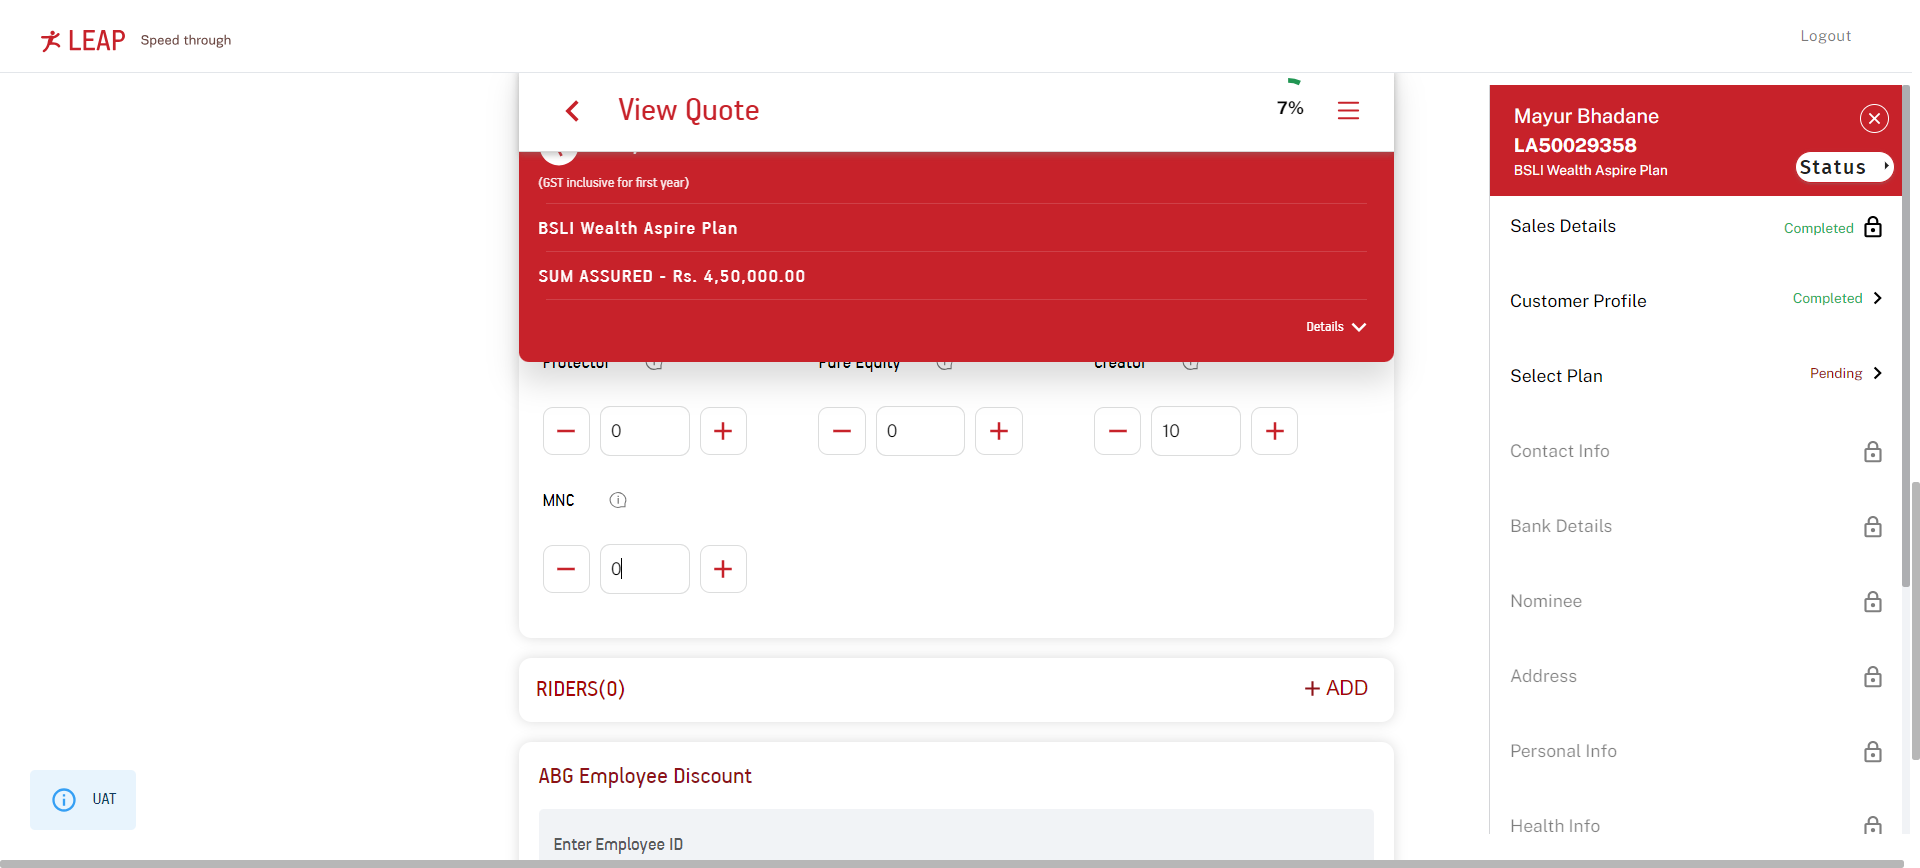 LEAP Speed through
Logout
View Quote
7%
(GST inclusive for first year)
BSLI Wealth Aspire Plan
SUM ASSURED - Rs. 4,50,000.00
Details
Protector Pure Equity Creator
0 0 10
MNC
0
RIDERS(0)
+ ADD
ABG Employee Discount
Enter Employee ID
UAT
Mayur Bhadane
LA50029358
BSLI Wealth Aspire Plan
Status
Sales Details Completed
Customer Profile Completed
Select Plan Pending
Contact Info
Bank Details
Nominee
Address
Personal Info
Health Info